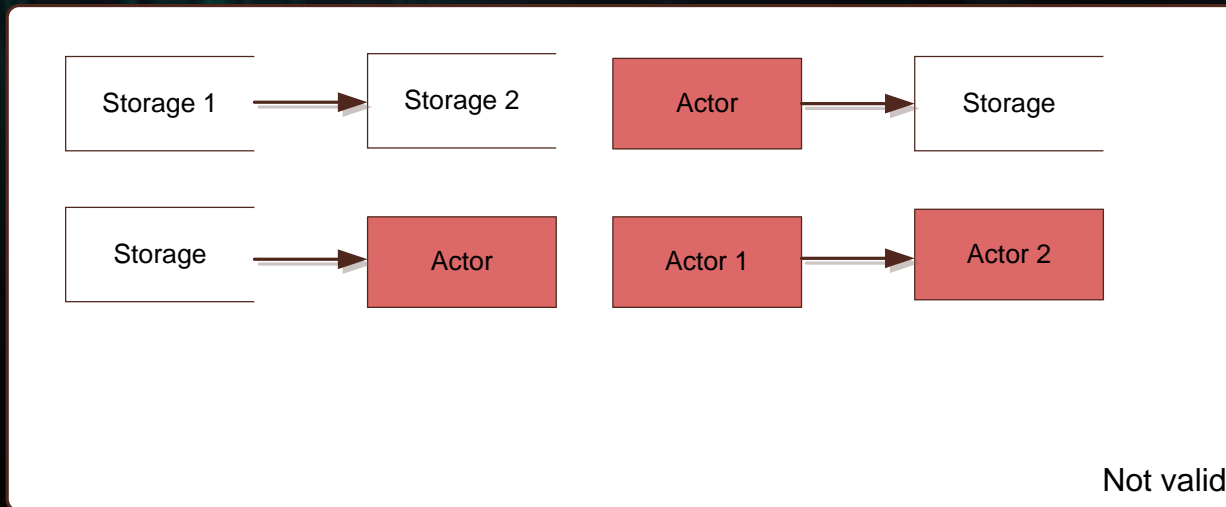 Storage 1
Storage 2
Actor
Storage
Storage
Actor
Actor 1
Actor 2
Not valid